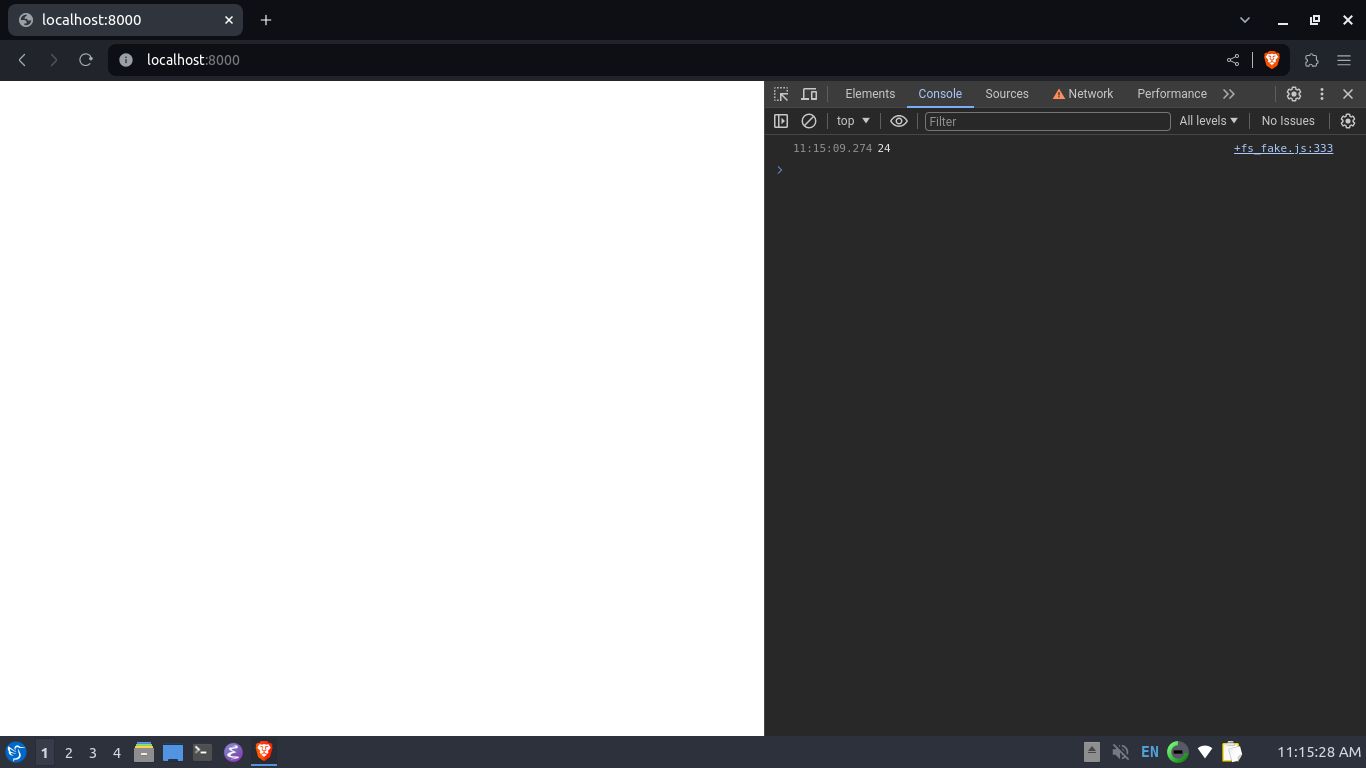 localhost:8000
localhost:8000
Elements Console Sources Network Performance
top Filter All levels No Issues
11:15:09.274 24 +fs_fake.js:333
1 2 3 4 EN 11:15:28 AM